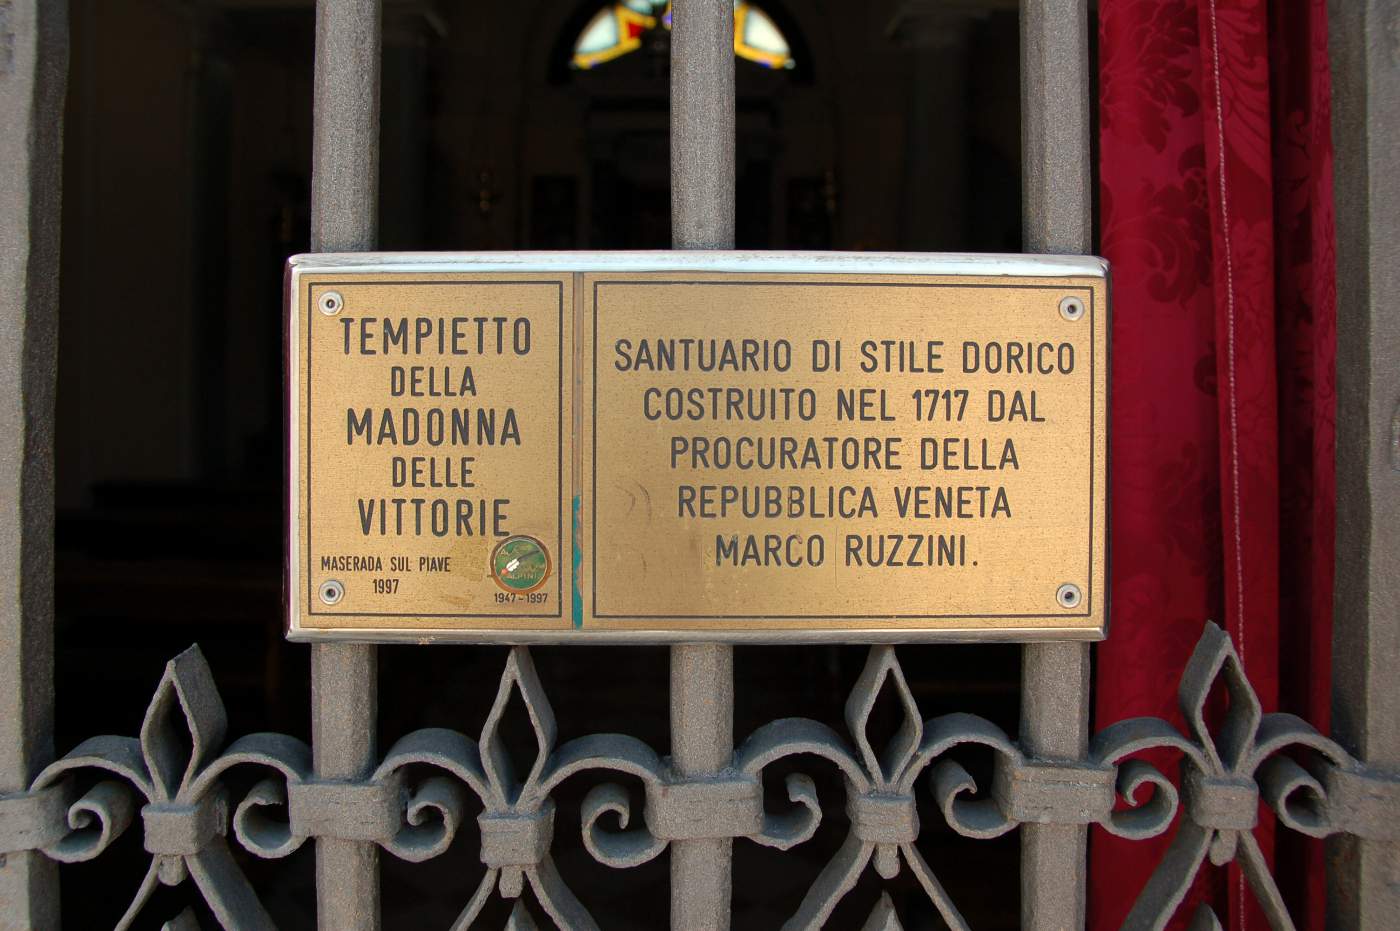 TEMPIETTO
DELLA
MADONNA
DELLE
VITTORIE
MASERADA SUL PIAVE
1997
ALPINI
1947-1997
SANTUARIO DI STILE DORICO
COSTRUITO NEL 1717 DAL
PROCURATORE DELLA
REPUBBLICA VENETA
MARCO RUZZINI.